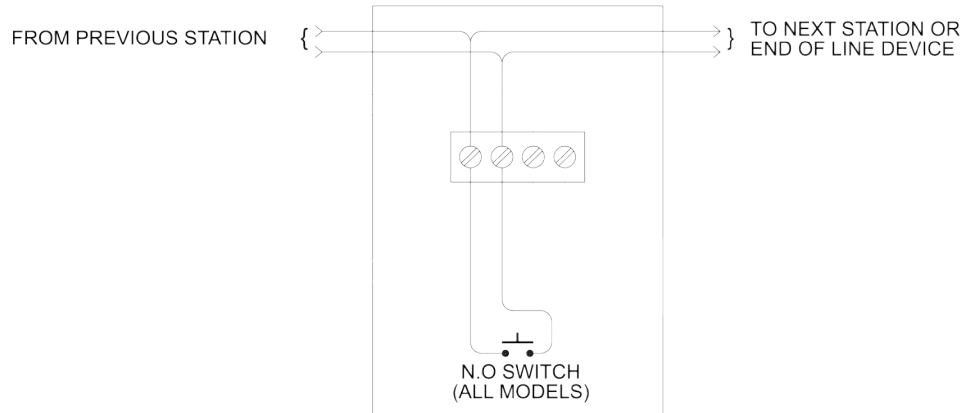 FROM PREVIOUS STATION
{
}
TO NEXT STATION OR
END OF LINE DEVICE
N.O SWITCH
(ALL MODELS)